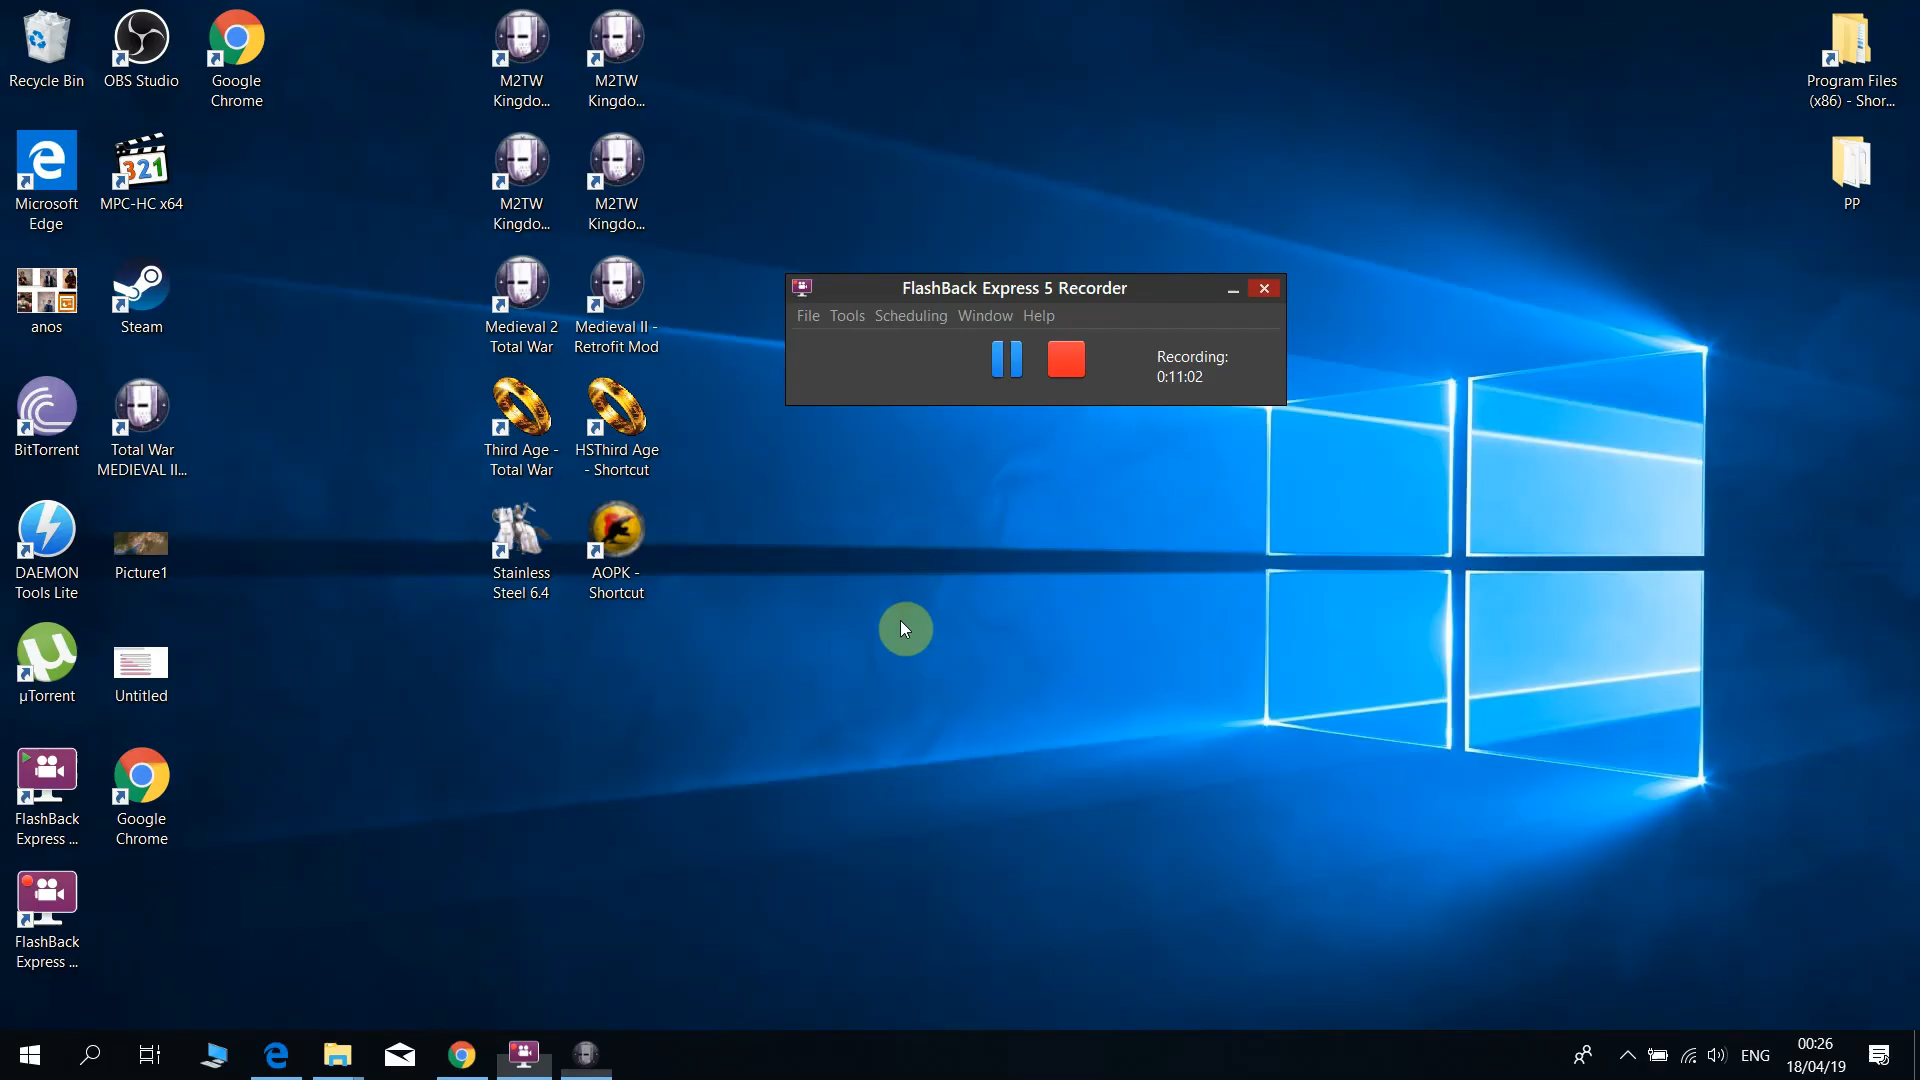 Recycle Bin
OBS Studio
Google
Chrome
M2TW
Kingdo...
M2TW
Kingdo...
Program Files
(x86) - Shor...
Microsoft
Edge
MPC-HC x64
321
M2TW
Kingdo...
M2TW
Kingdo...
PP
anos
Steam
Medieval 2
Total War
Medieval II -
Retrofit Mod
FlashBack Express 5 Recorder
File Tools Scheduling Window Help
Recording:
0:11:02
BitTorrent
Total War
MEDIEVAL II...
Third Age -
Total War
HSThird Age
- Shortcut
DAEMON
Tools Lite
Picture1
Stainless
Steel 6.4
AOPK -
Shortcut
µTorrent
Untitled
FlashBack
Express ...
Google
Chrome
FlashBack
Express ...
ENG
00:26
18/04/19